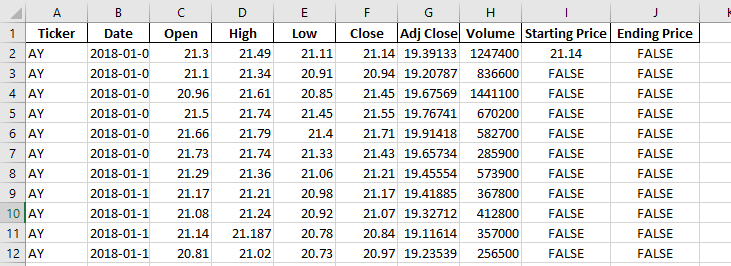 A B C D E F G H I J
1 Ticker Date Open High Low Close Adj Close Volume Starting Price Ending Price
2 AY 2018-01-0 21.3 21.49 21.11 21.14 19.39133 1247400 21.14 FALSE
3 AY 2018-01-0 21.1 21.34 20.91 20.94 19.20787 836600 FALSE FALSE
4 AY 2018-01-0 20.96 21.61 20.85 21.45 19.67569 1441100 FALSE FALSE
5 AY 2018-01-0 21.5 21.74 21.45 21.55 19.76741 670200 FALSE FALSE
6 AY 2018-01-0 21.66 21.79 21.4 21.71 19.91418 582700 FALSE FALSE
7 AY 2018-01-0 21.73 21.74 21.33 21.43 19.65734 285900 FALSE FALSE
8 AY 2018-01-1 21.29 21.36 21.06 21.21 19.45554 573900 FALSE FALSE
9 AY 2018-01-1 21.17 21.21 20.98 21.17 19.41885 367800 FALSE FALSE
10 AY 2018-01-1 21.08 21.24 20.92 21.07 19.32712 412800 FALSE FALSE
11 AY 2018-01-1 21.14 21.187 20.78 20.84 19.11614 357000 FALSE FALSE
12 AY 2018-01-1 20.81 21.02 20.73 20.97 19.23539 256500 FALSE FALSE